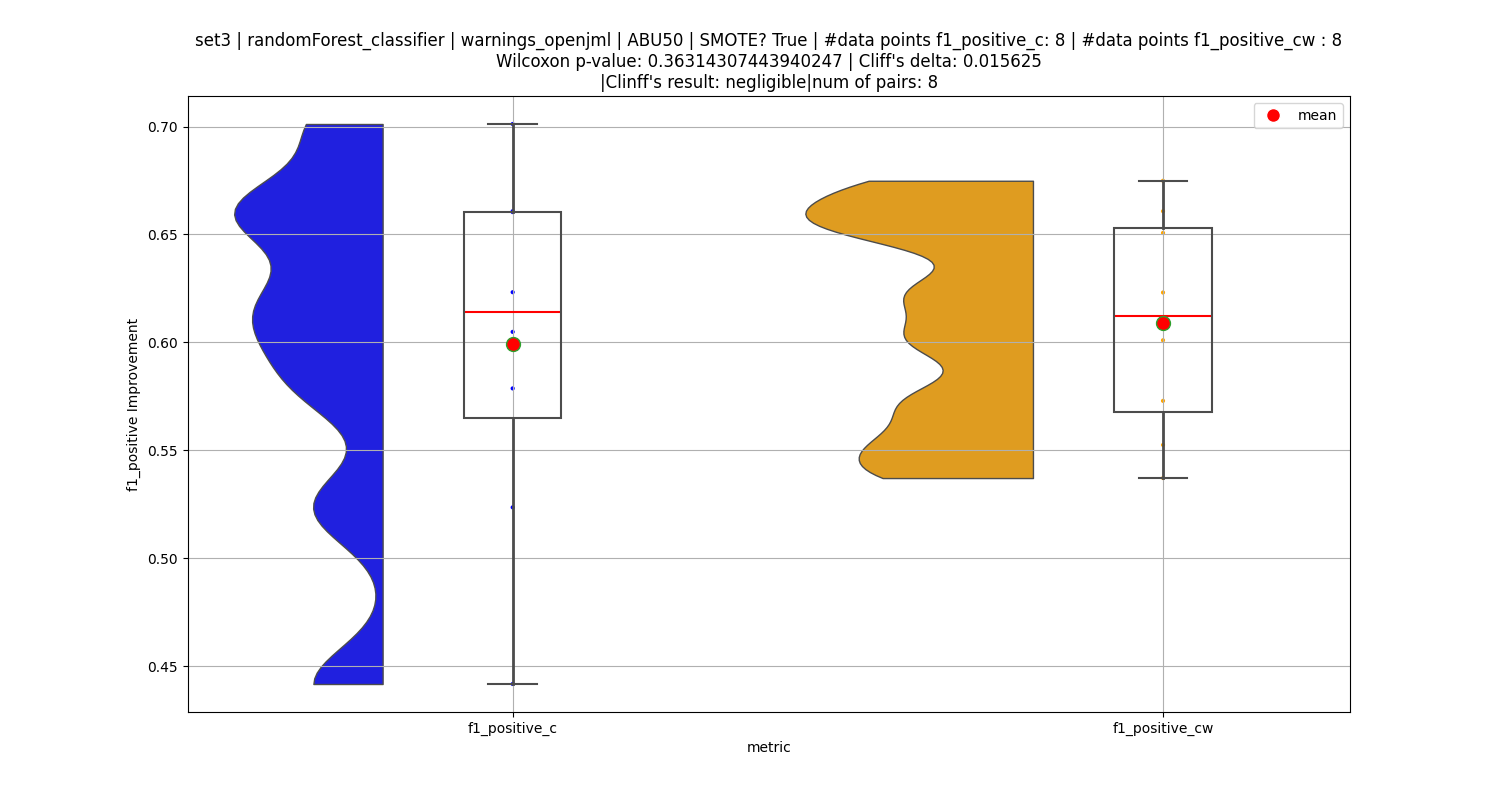 set3 | randomForest_classifier | warnings_openjml | ABU50 | SMOTE? True | #data points f1_positive_c: 8 | #data points f1_positive_cw : 8
Wilcoxon p-value: 0.36314307443940247 | Cliff's delta: 0.015625
|Clinff's result: negligible|num of pairs: 8
mean
0.70
0.65
0.60
0.55
0.50
0.45
f1_positive Improvement
f1_positive_c
f1_positive_cw
metric